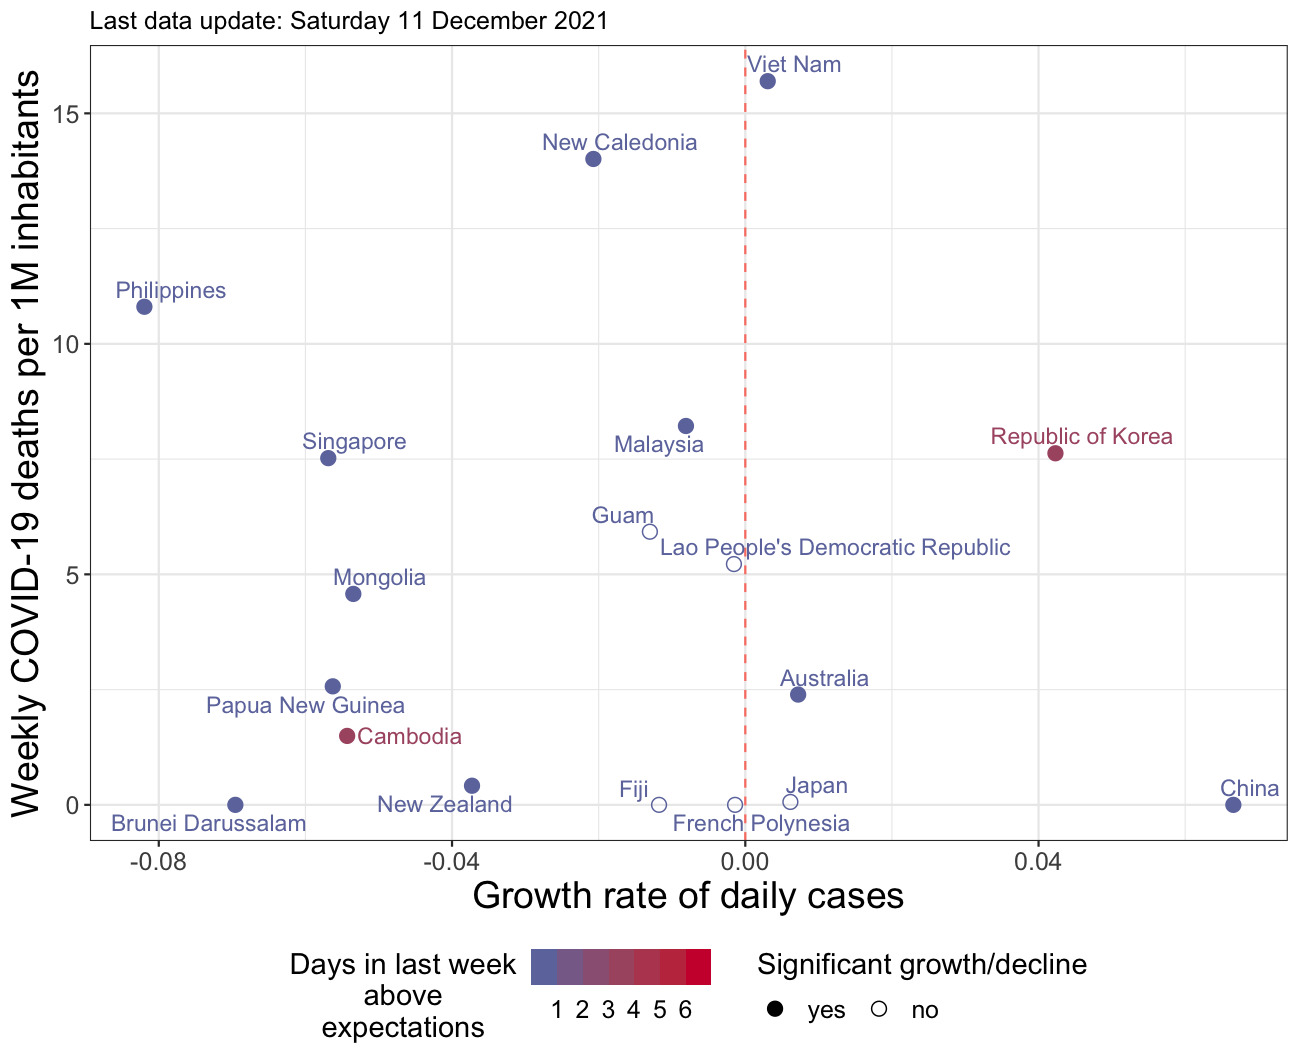 Last data update: Saturday 11 December 2021
Weekly COVID-19 deaths per 1M inhabitants
15
10
5
0
Viet Nam
New Caledonia
Philippines
Malaysia
Republic of Korea
Singapore
Guam
Lao People's Democratic Republic
Mongolia
Australia
Papua New Guinea
Cambodia
Fiji
Japan
China
New Zealand
Brunei Darussalam
French Polynesia
-0.08
-0.04
0.00
0.04
Growth rate of daily cases
Days in last week
above
expectations
1 2 3 4 5 6
Significant growth/decline
yes
no